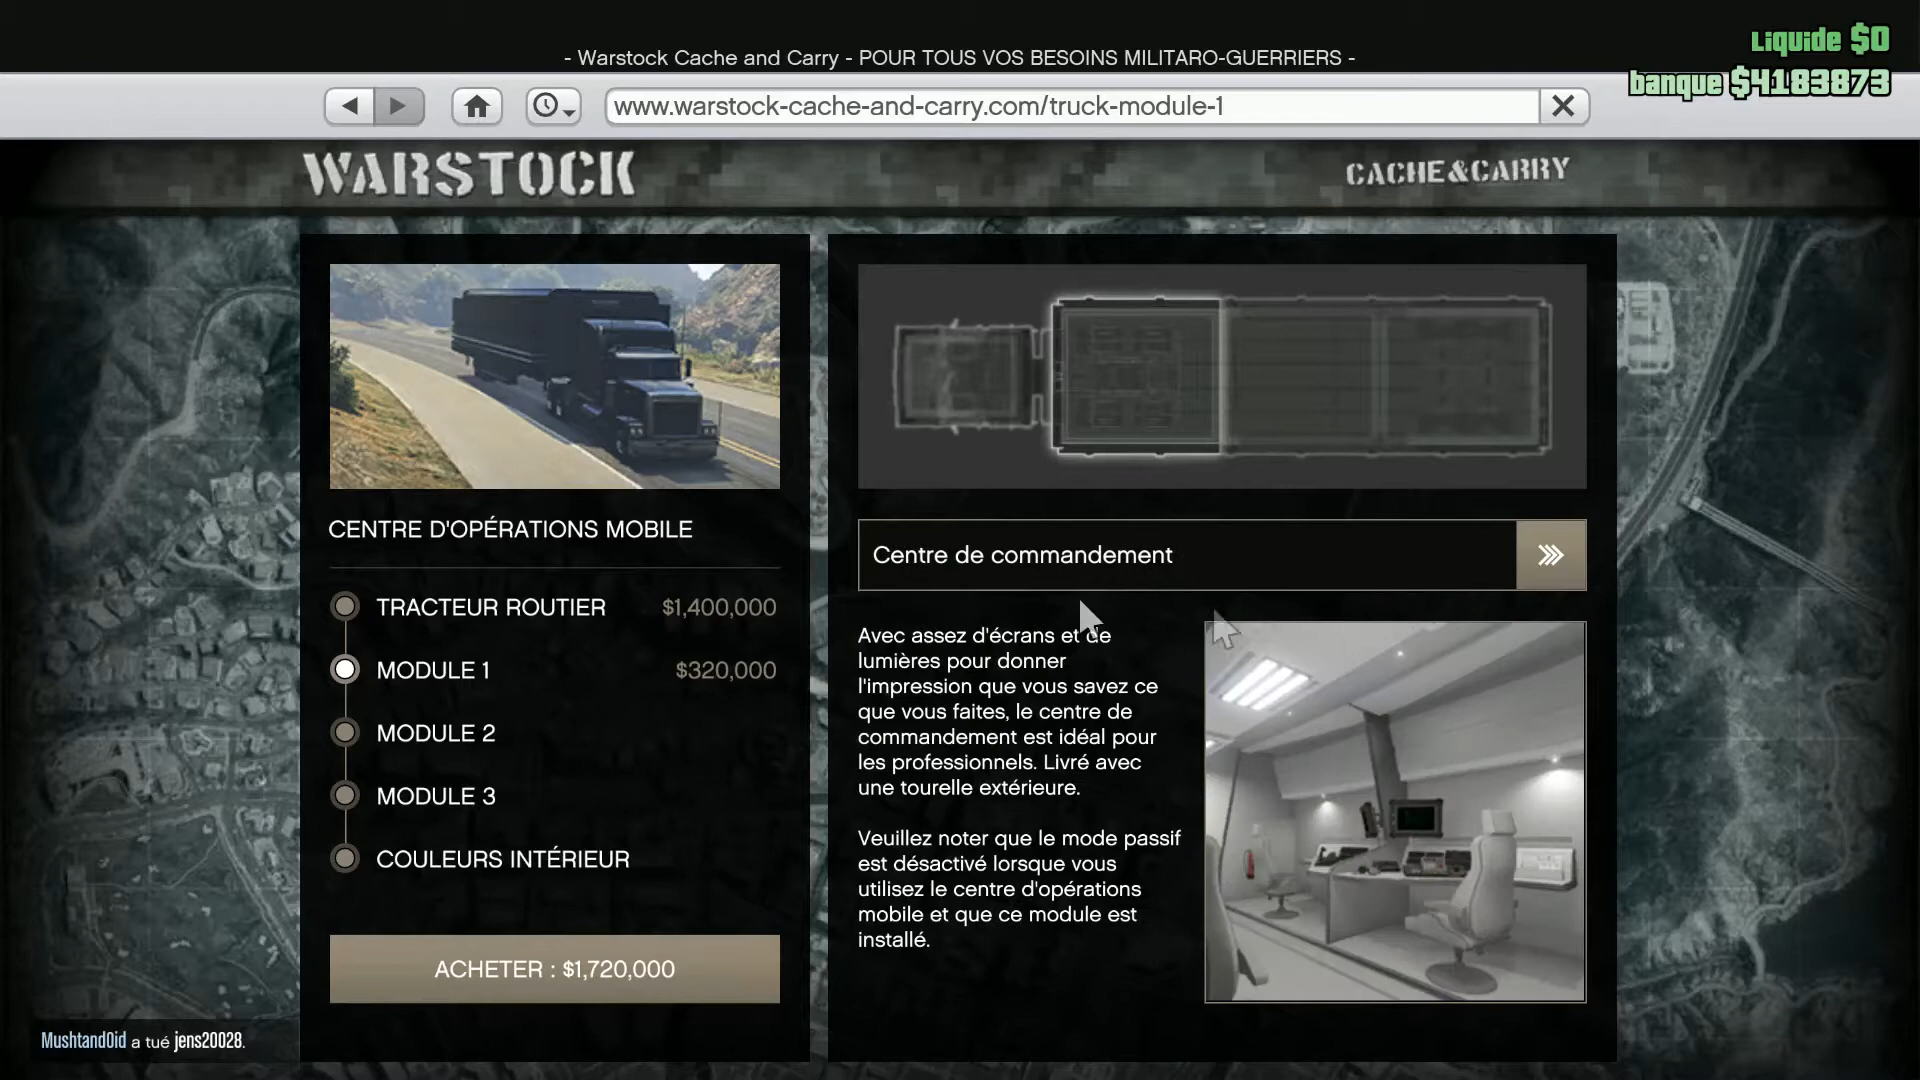 Liquide $0
- Warstock Cache and Carry - POUR TOUS VOS BESOINS MILITARO-GUERRIERS -
banque $4183873
www.warstock-cache-and-carry.com/truck-module-1
WARSTOCK
CACHE&CARRY
CENTRE D'OPÉRATIONS MOBILE
TRACTEUR ROUTIER $1,400,000
MODULE 1 $320,000
MODULE 2
MODULE 3
COULEURS INTÉRIEUR
ACHETER : $1,720,000
Centre de commandement
Avec assez d'écrans et de
lumières pour donner
l'impression que vous savez ce
que vous faites, le centre de
commandement est idéal pour
les professionnels. Livré avec
une tourelle extérieure.
Veuillez noter que le mode passif
est désactivé lorsque vous
utilisez le centre d'opérations
mobile et que ce module est
installé.
MushtandOid a tué jens20028.